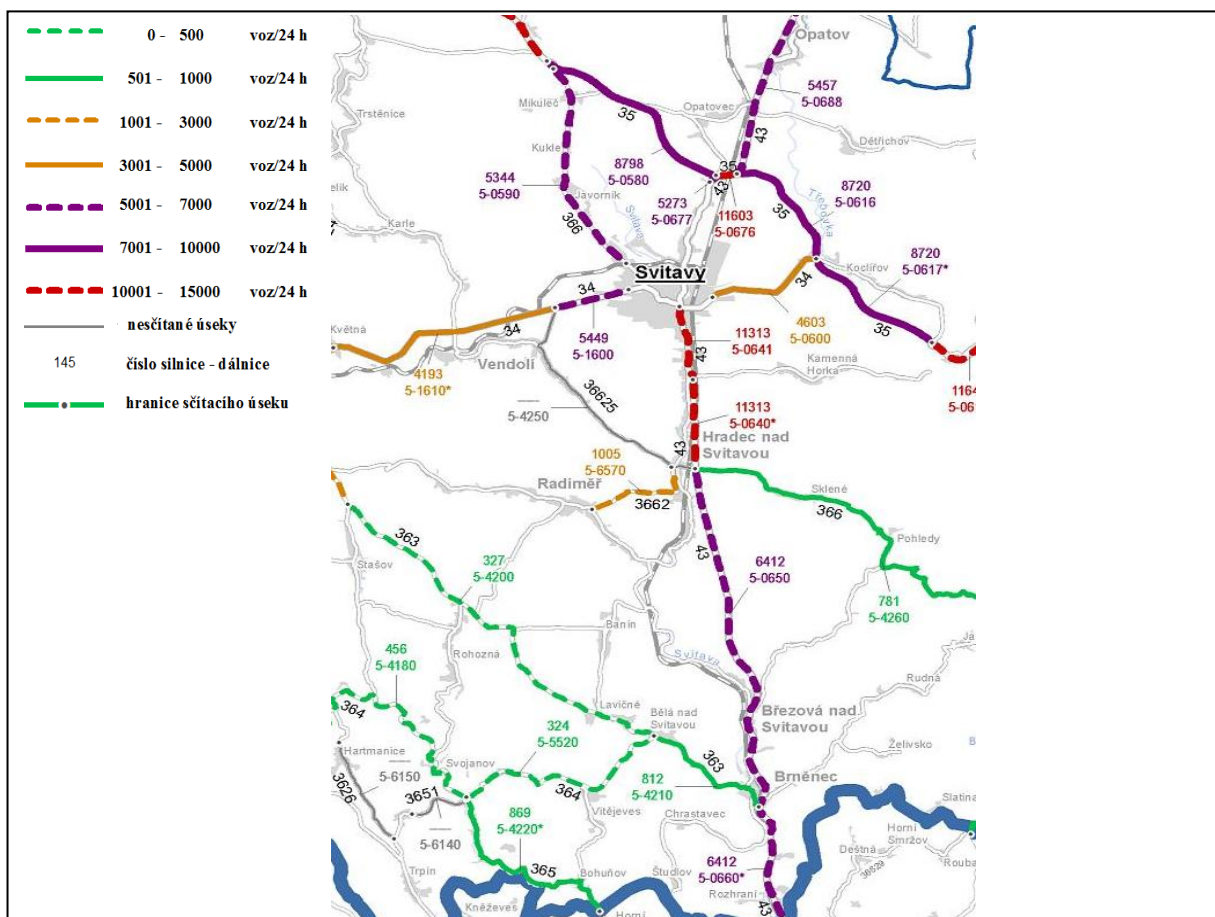 0 - 500 voz/24 h
501 - 1000 voz/24 h
1001 - 3000 voz/24 h
3001 - 5000 voz/24 h
5001 - 7000 voz/24 h
7001 - 10000 voz/24 h
10001 - 15000 voz/24 h
nesčítané úseky
145 číslo silnice - dálnice
hranice sčítacího úseku
Opatov
5457
5-0688
Mikuleč
35
Opatovec
43
Trstěnice
Dětřichov
Kukle
8798
5-0580
35
5344
5-0590
Javorník
43
5273
5-0677
11603
5-0676
35
8720
5-0616
Třebovka
366
Svitava
Karle
8720
5-0617*
Koclířov
Svitavy
34
34
35
Květná
34
5449
5-1600
4603
5-0600
11313
5-0641
43
Vendolí
Kamenná
Horka
4193
5-1610*
36625
5-4250
11313
5-0640*
43
Hradec nad
Svitavou
1005
5-6570
Radiměř
3662
Sklené
366
Pohledy
363
43
Stašov
327
5-4200
6412
5-0650
781
5-4260
Banín
456
5-4180
Rohozná
Svitava
Rudná
364
Lavičné
Bělá nad
Svitavou
Březová nad
Svitavou
324
5-5520
Hartmanice
Želivsko
5-6150
Svojanov
363
3626
3651
364
812
5-4210
Brněnec
Slatina
869
5-4220*
Vítějeves
Chrastavec
Horní
Smržov
5-6140
Deštná
Trpín
365
Bohuňov
Študlov
6412
5-0660*
36629
Rozhraní
Kněževes
Horní
43